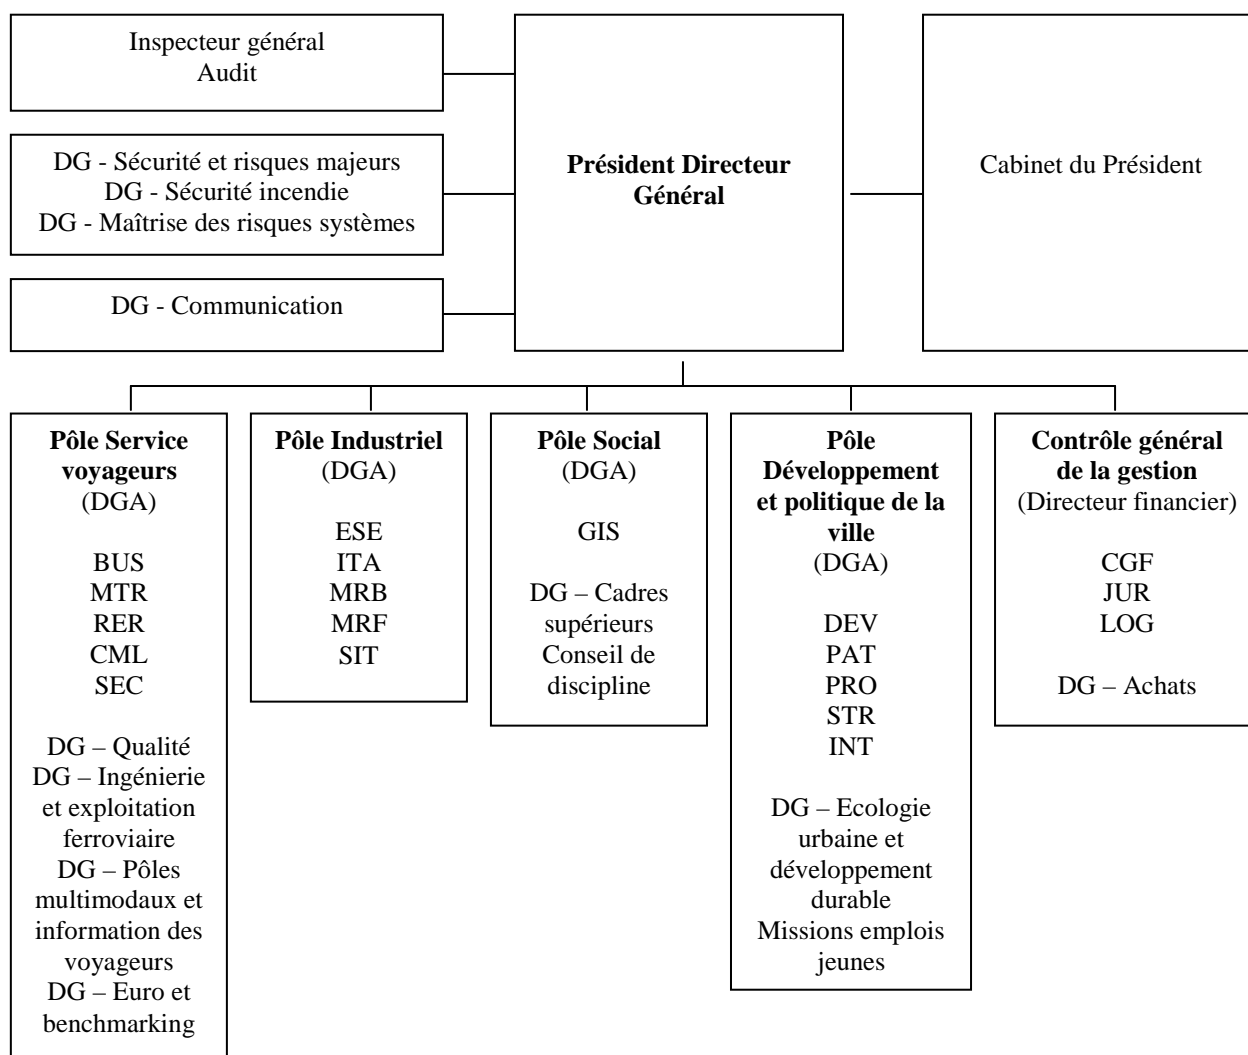 Inspecteur général
Audit
DG - Sécurité et risques majeurs
DG - Sécurité incendie
DG - Maîtrise des risques systèmes
DG - Communication
Président Directeur
Général
Cabinet du Président
Pôle Service
voyageurs
(DGA)
BUS
MTR
RER
CML
SEC
DG – Qualité
DG – Ingénierie
et exploitation
ferroviaire
DG – Pôles
multimodaux et
information des
voyageurs
DG – Euro et
benchmarking
Pôle Industriel
(DGA)
ESE
ITA
MRB
MRF
SIT
Pôle Social
(DGA)
GIS
DG – Cadres
supérieurs
Conseil de
discipline
Pôle
Développement
et politique de la
ville
(DGA)
DEV
PAT
PRO
STR
INT
DG – Ecologie
urbaine et
développement
durable
Missions emplois
jeunes
Contrôle général
de la gestion
(Directeur financier)
CGF
JUR
LOG
DG – Achats